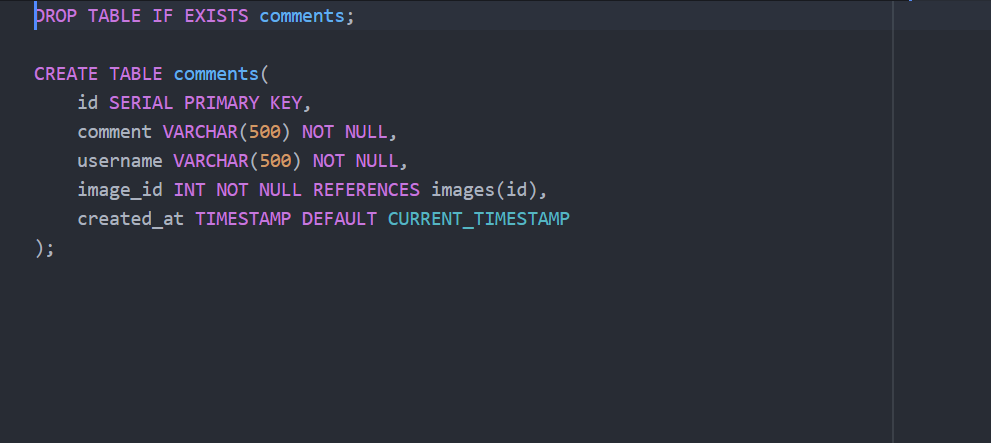 DROP TABLE IF EXISTS comments;
CREATE TABLE comments(
    id SERIAL PRIMARY KEY,
    comment VARCHAR(500) NOT NULL,
    username VARCHAR(500) NOT NULL,
    image_id INT NOT NULL REFERENCES images(id),
    created_at TIMESTAMP DEFAULT CURRENT_TIMESTAMP
);